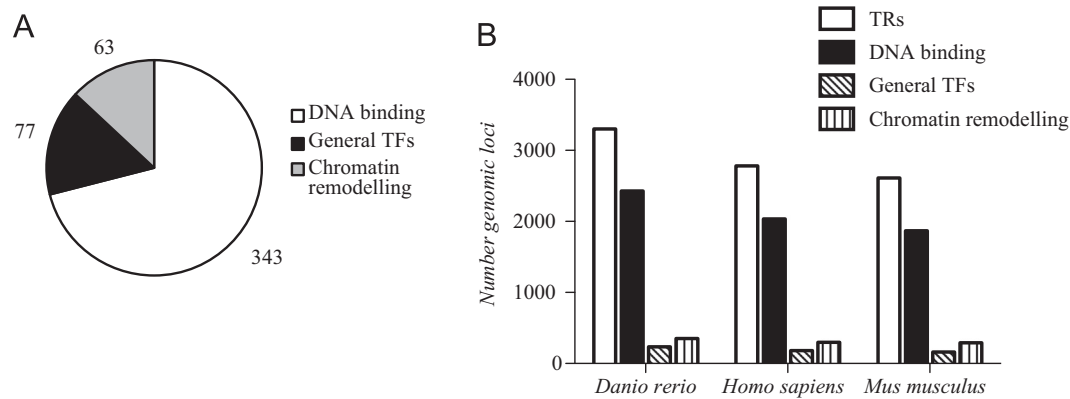 A
63
77
343
DNA binding
General TFs
Chromatin
remodelling
B
TRs
DNA binding
General TFs
Chromatin remodelling
Number genomic loci
4000
3000
2000
1000
0
Danio rerio
Homo sapiens
Mus musculus